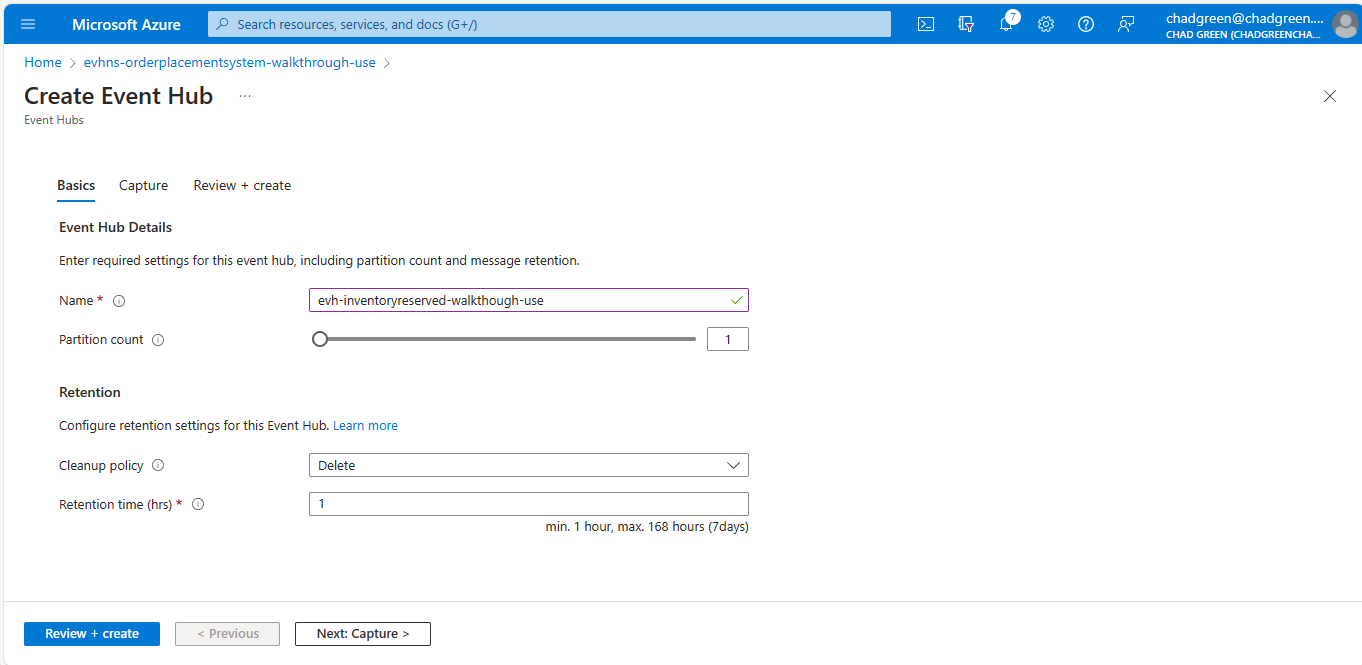 Microsoft Azure
Search resources, services, and docs (G+/)
7
chadgreen@chadgreen....
CHAD GREEN (CHADGREENCHA...
Home > evhns-orderplacementsystem-walkthrough-use >
Create Event Hub ...
Event Hubs
Basics Capture Review + create
Event Hub Details
Enter required settings for this event hub, including partition count and message retention.
Name * evh-inventoryreserved-walkthough-use
Partition count 1
Retention
Configure retention settings for this Event Hub. Learn more
Cleanup policy Delete
Retention time (hrs) * 1
min. 1 hour, max. 168 hours (7days)
Review + create < Previous Next: Capture >